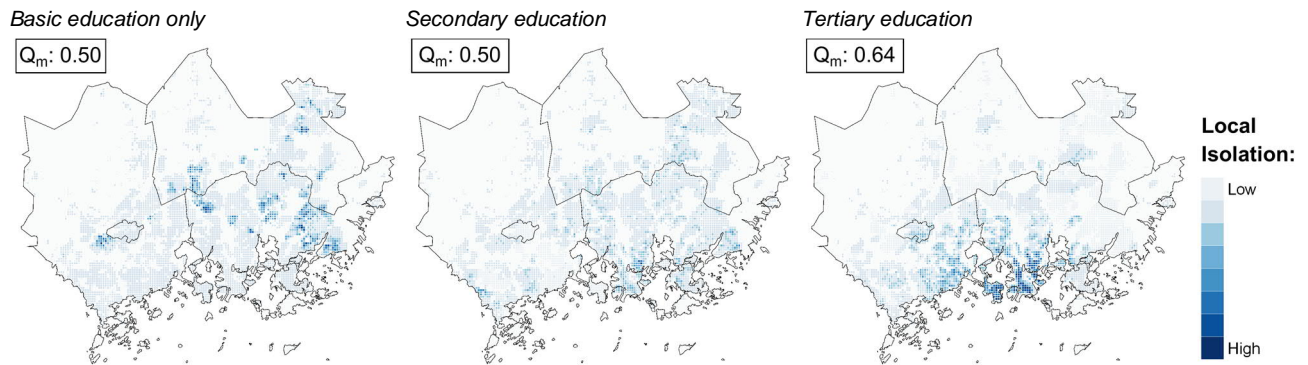 Basic education only
Secondary education
Tertiary education
Qm: 0.50
Qm: 0.50
Qm: 0.64
Local
Isolation:
Low
High